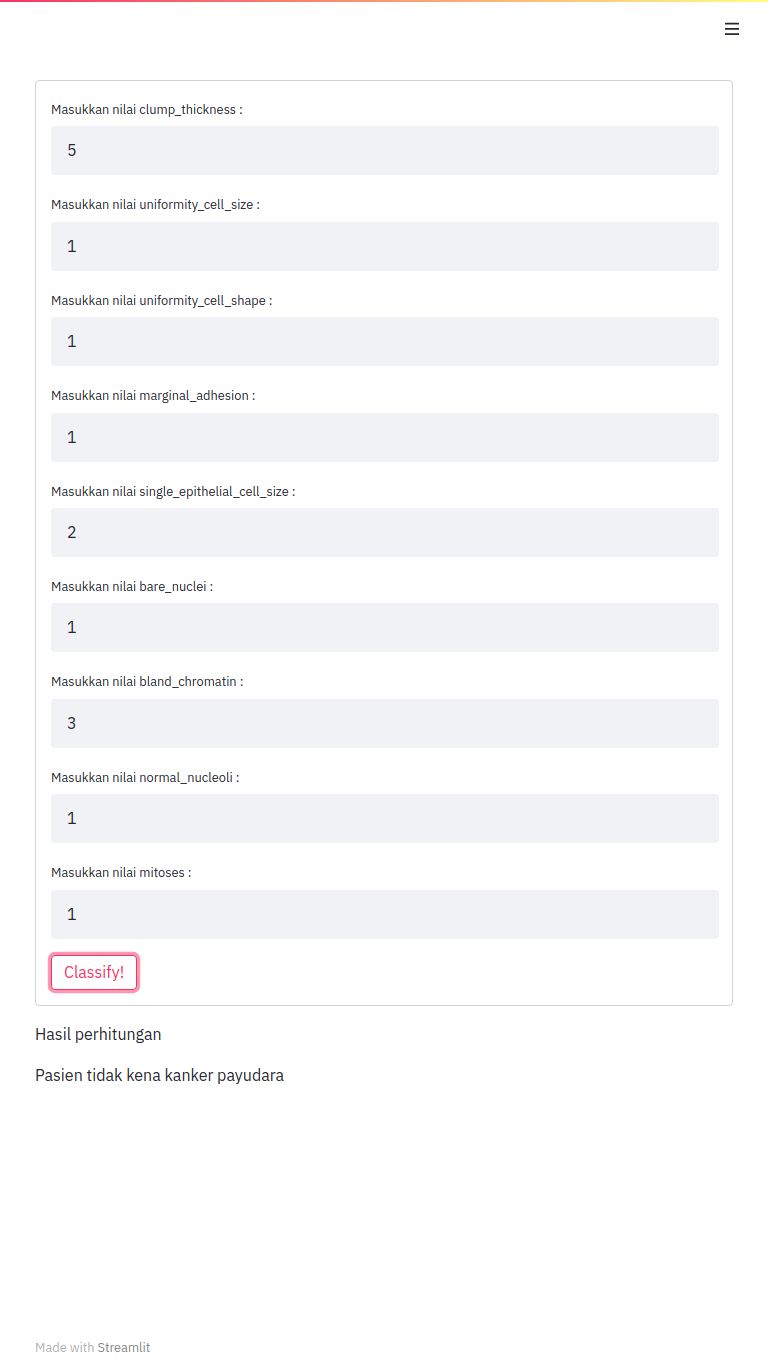 Masukkan nilai clump_thickness :
5
Masukkan nilai uniformity_cell_size :
1
Masukkan nilai uniformity_cell_shape :
1
Masukkan nilai marginal_adhesion :
1
Masukkan nilai single_epithelial_cell_size :
2
Masukkan nilai bare_nuclei :
1
Masukkan nilai bland_chromatin :
3
Masukkan nilai normal_nucleoli :
1
Masukkan nilai mitoses :
1
Classify!
Hasil perhitungan
Pasien tidak kena kanker payudara
Made with Streamlit